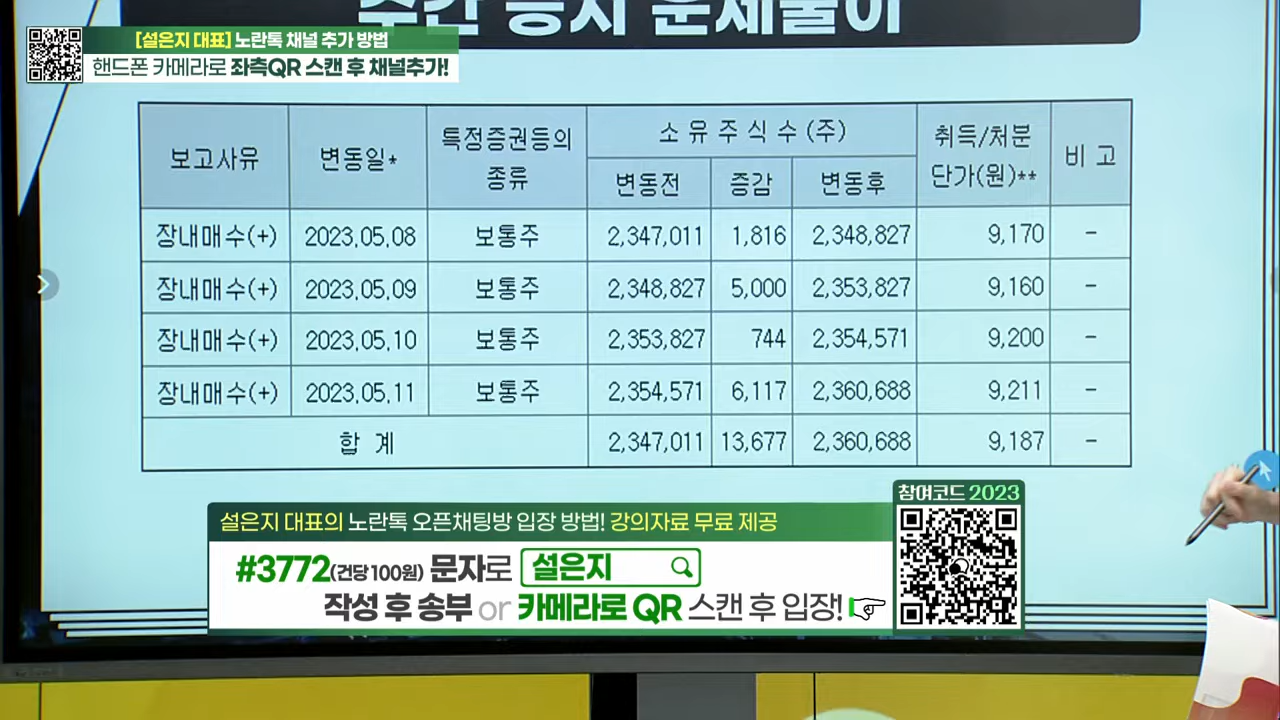 주간 증시 문제풀이
[설은지 대표] 노란톡 채널 추가 방법
핸드폰 카메라로 좌측QR 스캔 후 채널추가!
보고사유 변동일* 특정증권등의 종류 소 유 주 식 수 (주) 취득/처분 단가(원)** 비 고
변동전 증감 변동후
장내매수(+) 2023.05.08 보통주 2,347,011 1,816 2,348,827 9,170 -
장내매수(+) 2023.05.09 보통주 2,348,827 5,000 2,353,827 9,160 -
장내매수(+) 2023.05.10 보통주 2,353,827 744 2,354,571 9,200 -
장내매수(+) 2023.05.11 보통주 2,354,571 6,117 2,360,688 9,211 -
합 계 2,347,011 13,677 2,360,688 9,187 -
참여코드 2023
설은지 대표의 노란톡 오픈채팅방 입장 방법! 강의자료 무료 제공
#3772(건당 100원) 문자로 설은지
작성 후 송부 or 카메라로 QR 스캔 후 입장!